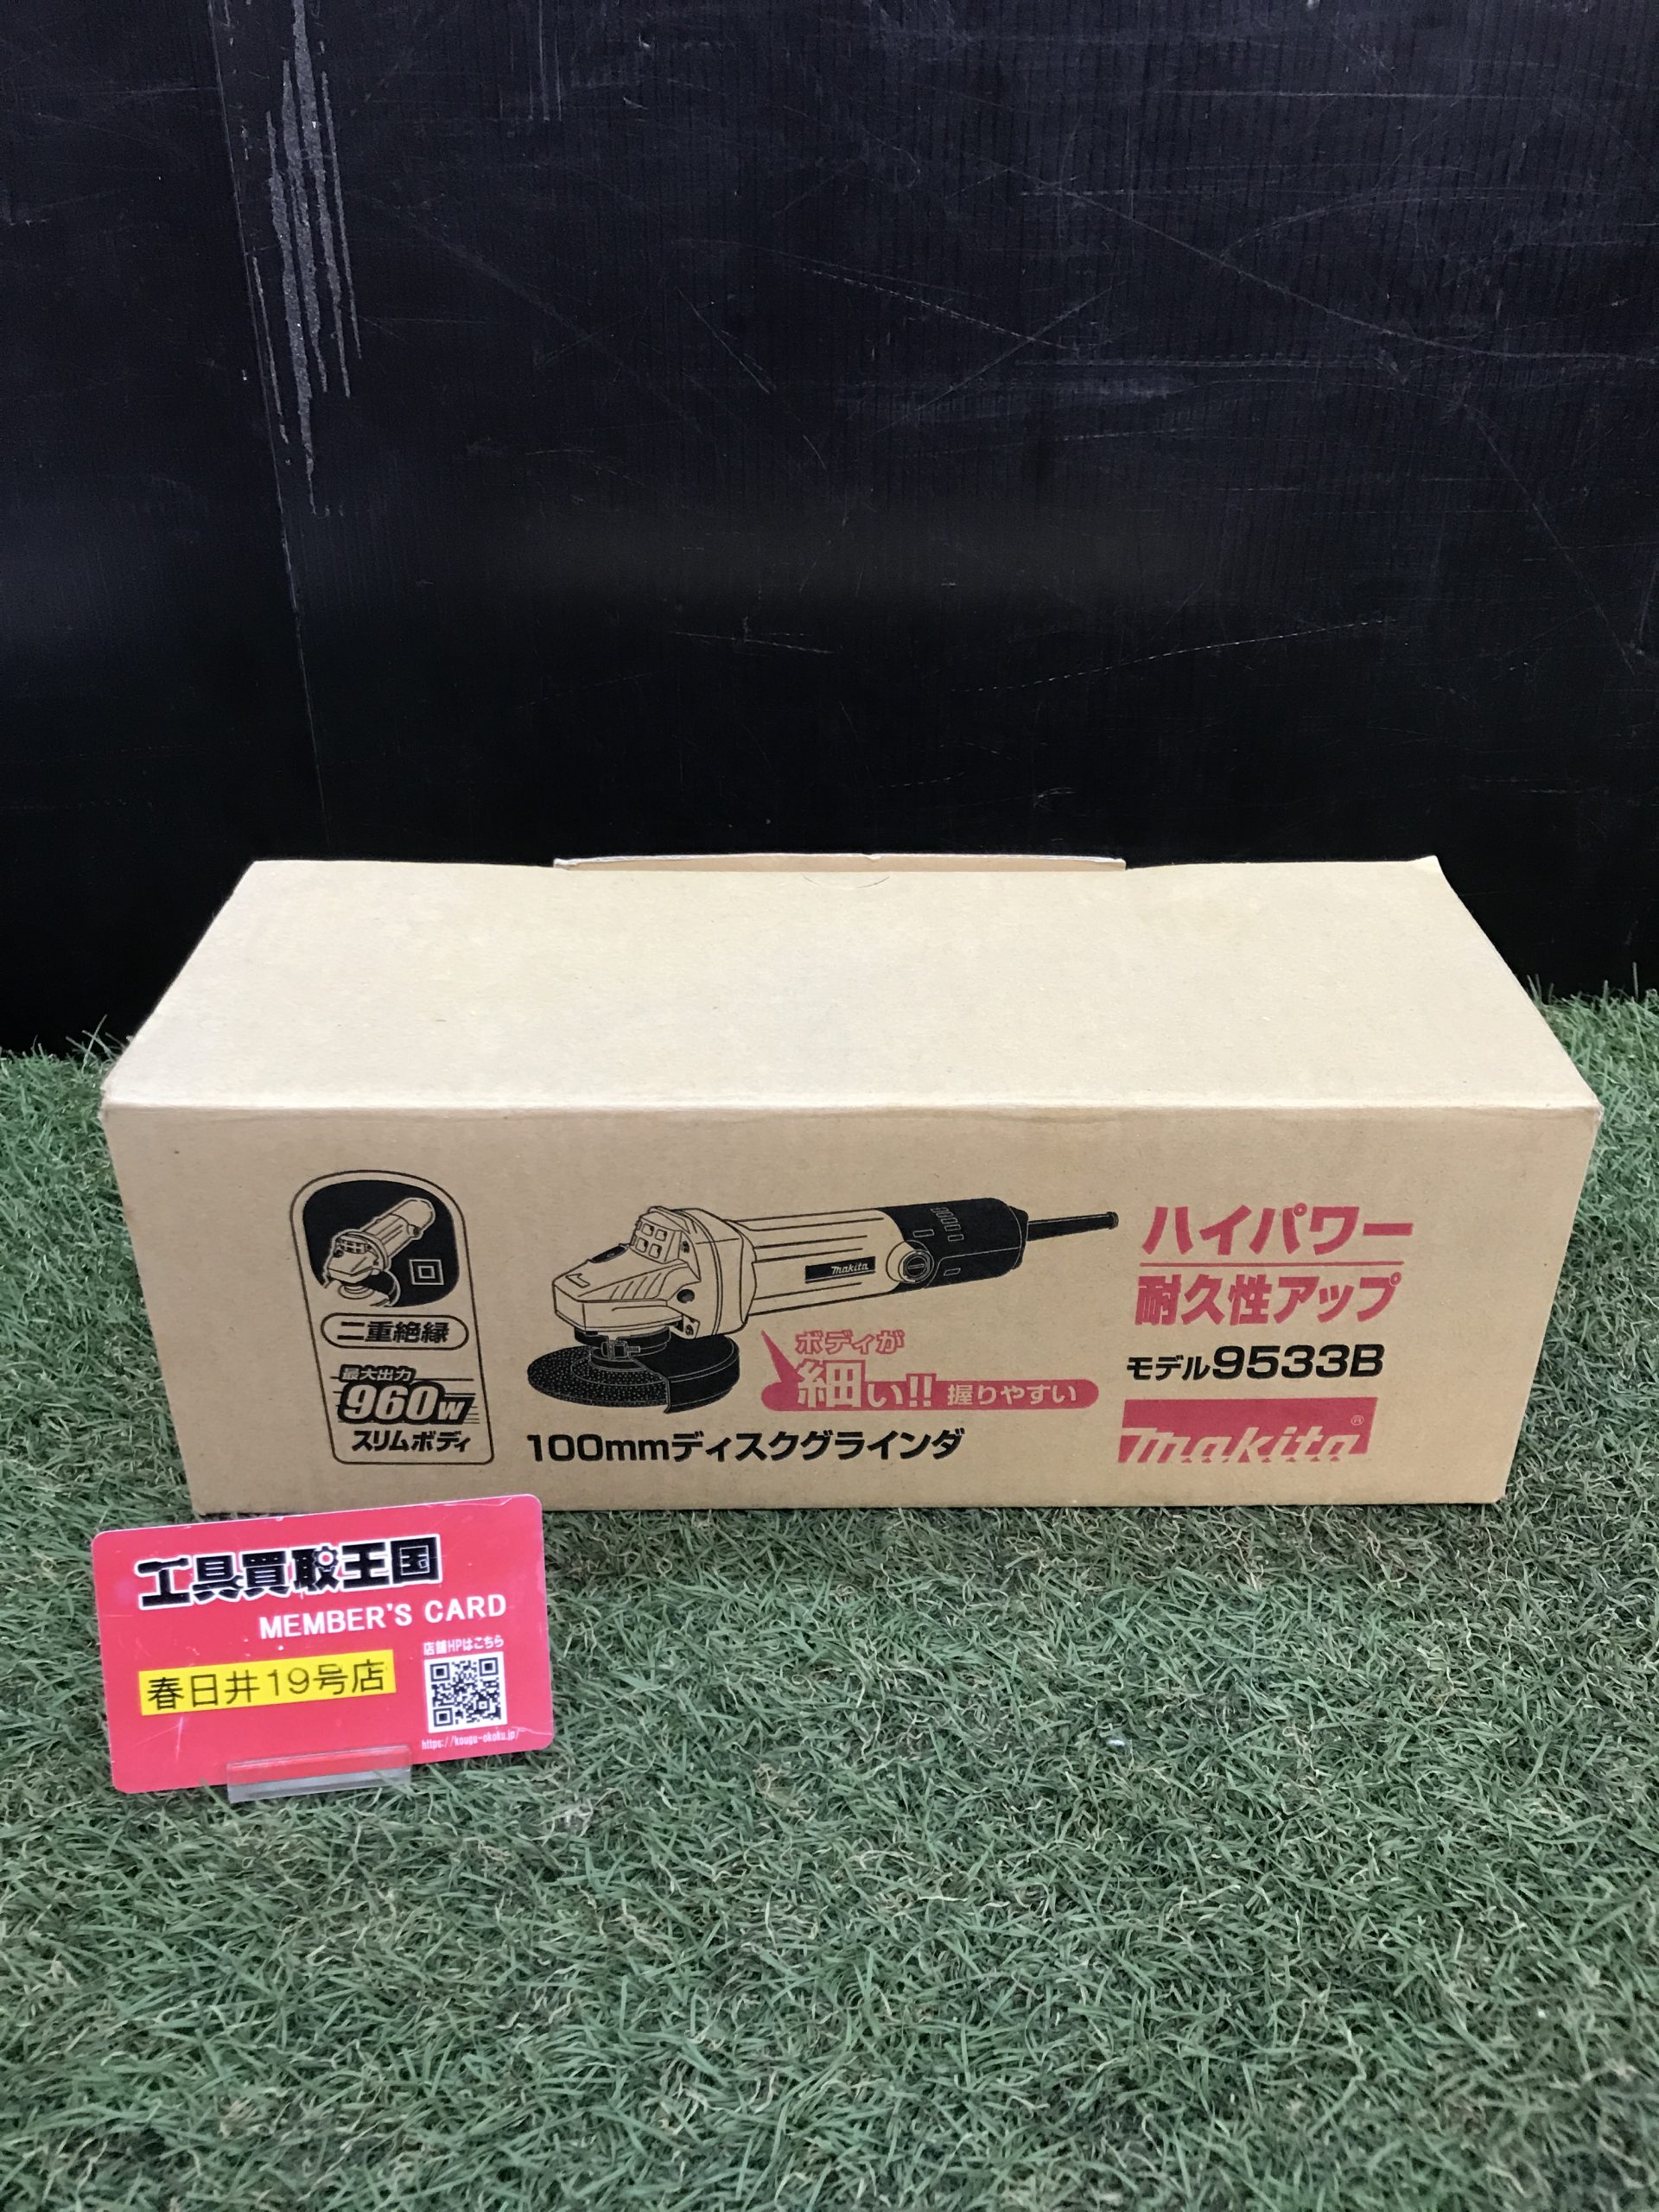 ハイパワー
耐久性アップ
モデル9533B
makita®
makita
ボディが
細い!! 握りやすい
100mmディスクグラインダ
二重絶縁
最大出力
960W
スリムボディ
工具買取王国
MEMBER'S CARD
店舗HPはこちら
春日井19号店
https://kougu-okoku.jp/